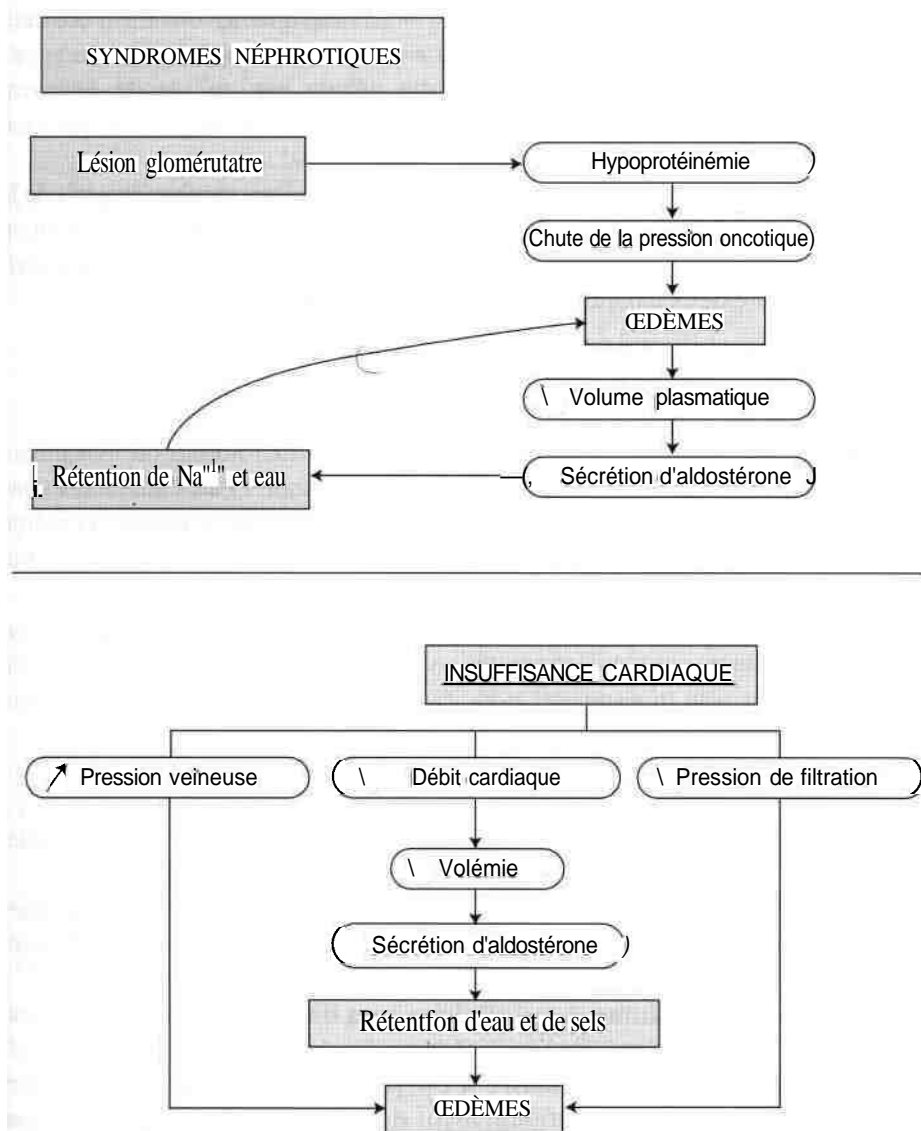 SYNDROMES NÉPHROTIQUES
Lésion glomérutatre
Hypoprotéinémie )
(Chute de la pression oncotique)
ŒDÈMES
\ Volume plasmatique
(, Sécrétion d'aldostérone J
i. Rétention de Na"¹" et eau
INSUFFISANCE CARDIAQUE
↗ Pression veineuse
\ Débit cardiaque
\ Pression de filtration
\ Volémie
Sécrétion d'aldostérone )
Rétentfon d'eau et de sels
ŒDÈMES